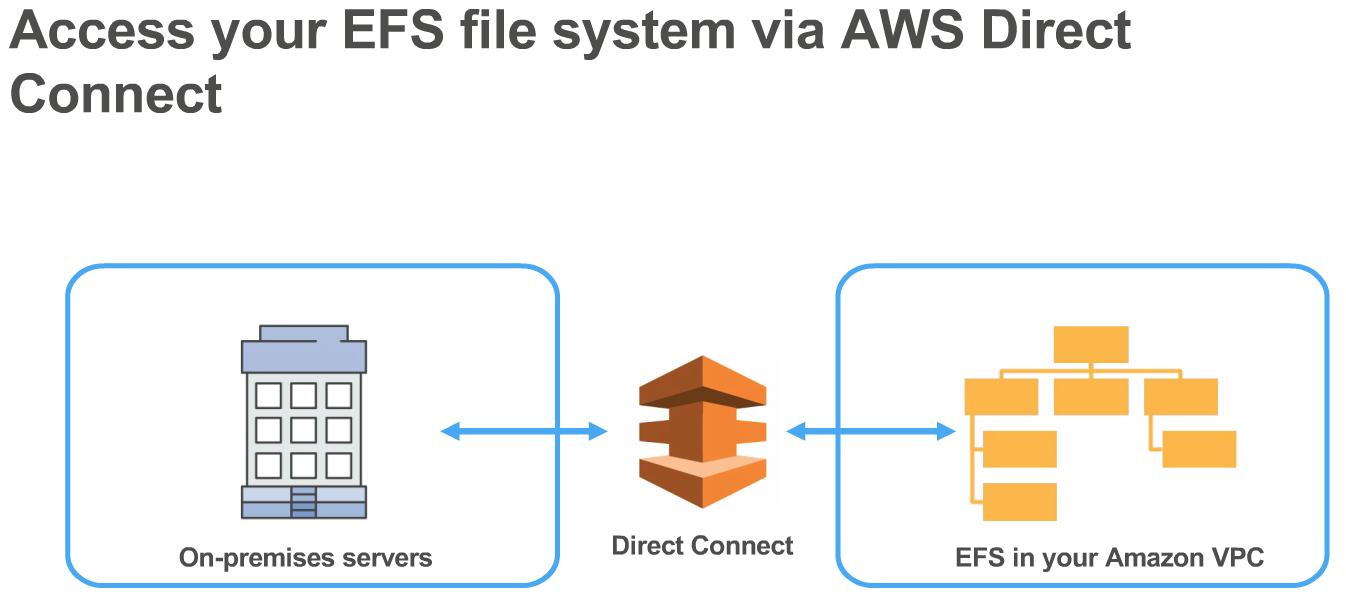 Access your EFS file system via AWS Direct
Connect
On-premises servers
Direct Connect
EFS in your Amazon VPC